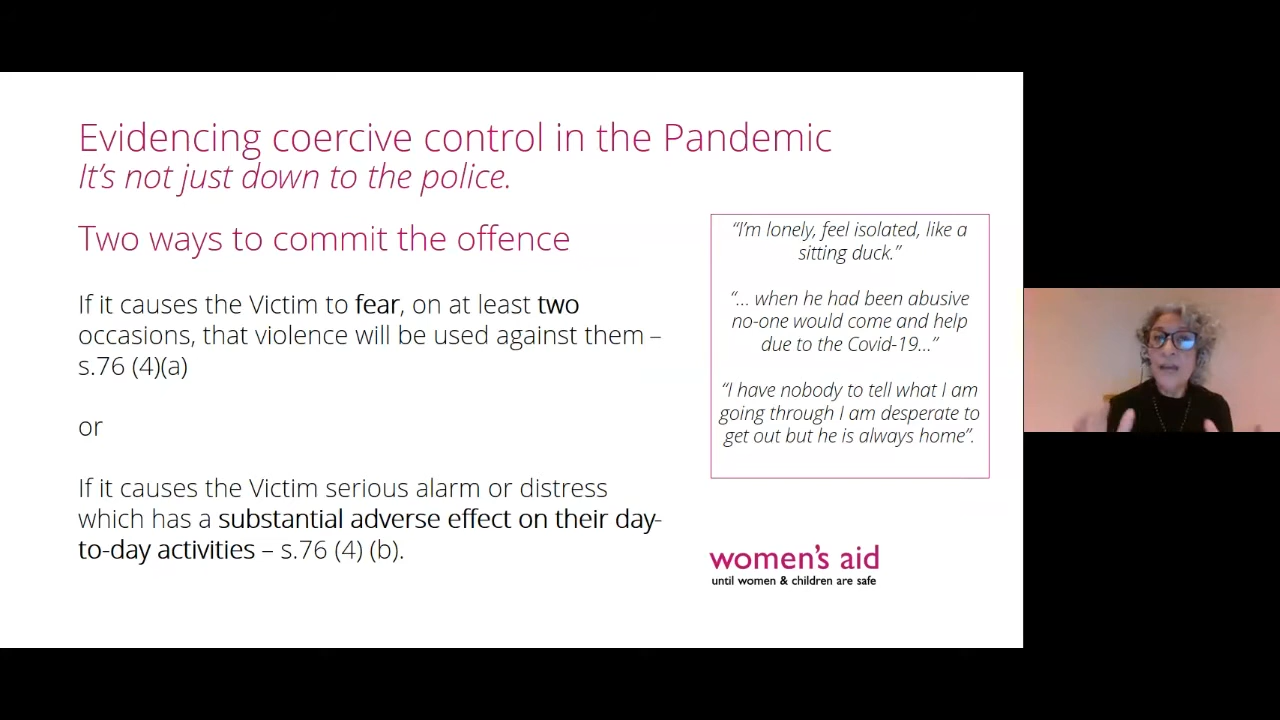 Evidencing coercive control in the Pandemic
It’s not just down to the police.
Two ways to commit the offence
If it causes the Victim to fear, on at least two
occasions, that violence will be used against them –
s.76 (4)(a)
or
If it causes the Victim serious alarm or distress
which has a substantial adverse effect on their day-
to-day activities – s.76 (4) (b).
“I’m lonely, feel isolated, like a
sitting duck.”
“... when he had been abusive
no-one would come and help
due to the Covid-19...”
“I have nobody to tell what I am
going through I am desperate to
get out but he is always home”.
women’s aid
until women & children are safe